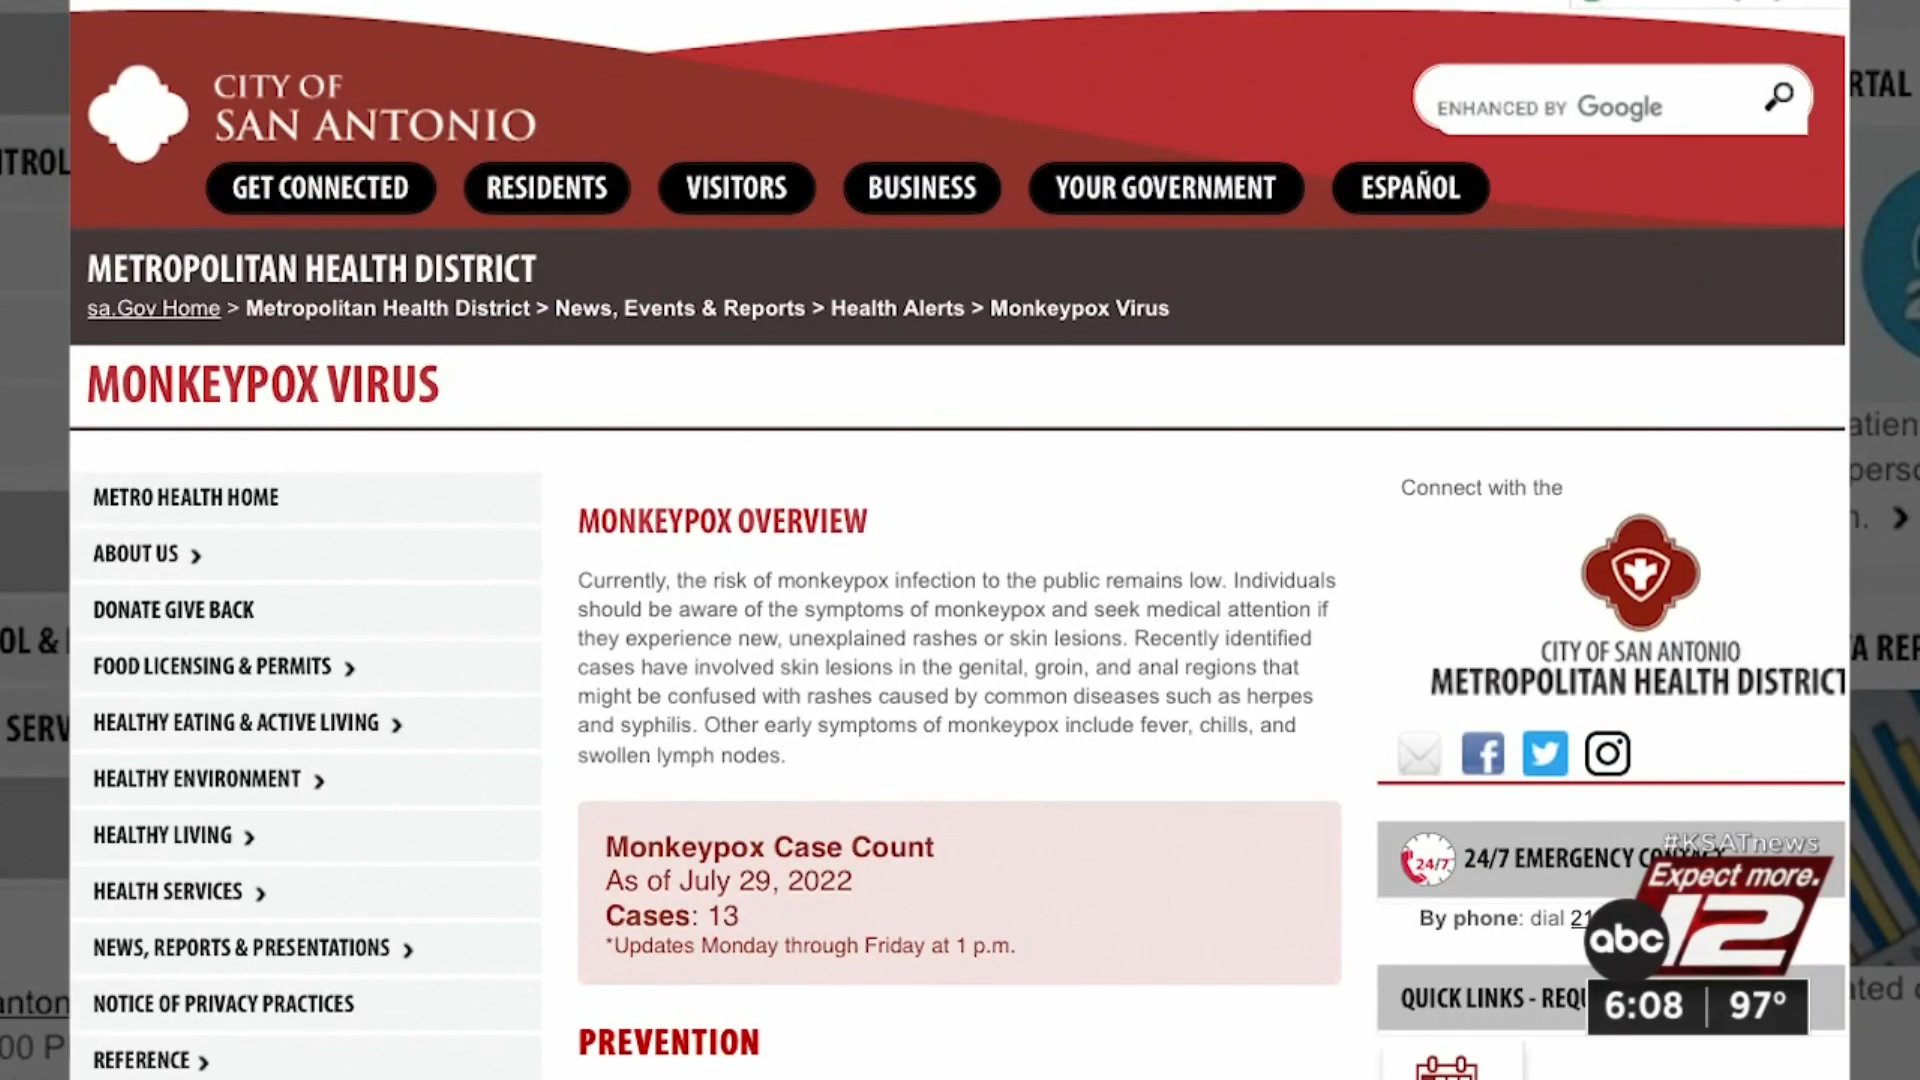 CITY OF
SAN ANTONIO
ENHANCED BY Google
GET CONNECTED
RESIDENTS
VISITORS
BUSINESS
YOUR GOVERNMENT
ESPAÑOL
METROPOLITAN HEALTH DISTRICT
sa.Gov Home > Metropolitan Health District > News, Events & Reports > Health Alerts > Monkeypox Virus
MONKEYPOX VIRUS
METRO HEALTH HOME
ABOUT US
DONATE GIVE BACK
FOOD LICENSING & PERMITS
HEALTHY EATING & ACTIVE LIVING
HEALTHY ENVIRONMENT
HEALTHY LIVING
HEALTH SERVICES
NEWS, REPORTS & PRESENTATIONS
NOTICE OF PRIVACY PRACTICES
REFERENCE
MONKEYPOX OVERVIEW
Currently, the risk of monkeypox infection to the public remains low. Individuals
should be aware of the symptoms of monkeypox and seek medical attention if
they experience new, unexplained rashes or skin lesions. Recently identified
cases have involved skin lesions in the genital, groin, and anal regions that
might be confused with rashes caused by common diseases such as herpes
and syphilis. Other early symptoms of monkeypox include fever, chills, and
swollen lymph nodes.
Monkeypox Case Count
As of July 29, 2022
Cases: 13
*Updates Monday through Friday at 1 p.m.
PREVENTION
Connect with the
CITY OF SAN ANTONIO
METROPOLITAN HEALTH DISTRICT
24/7
24/7 EMERGENCY
By phone: dial
QUICK LINKS -
#KSATnews
Expect more.
abc 12
6:08 97°